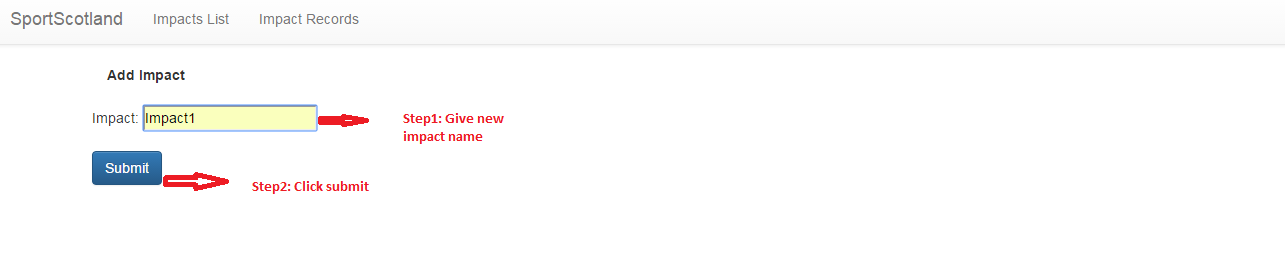 SportScotland Impacts List Impact Records
Add Impact
Impact: Impact1
Step1: Give new
impact name
Submit
Step2: Click submit